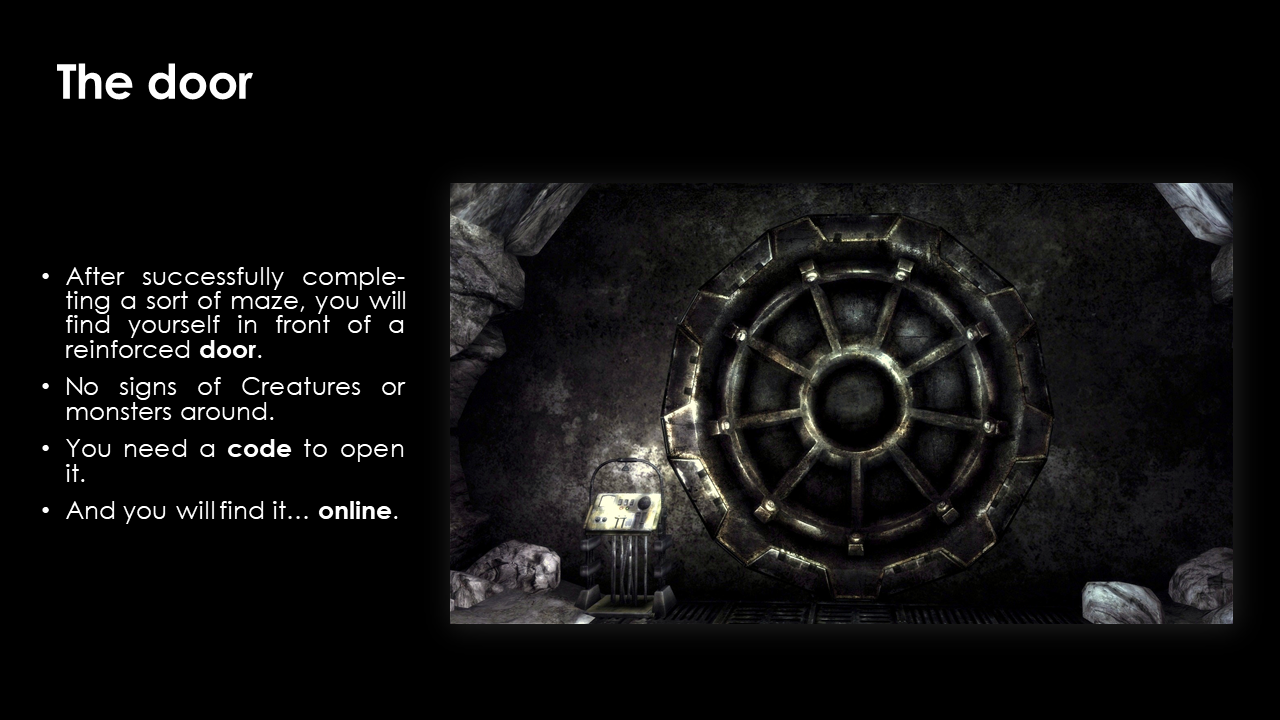 The door
• After successfully comple-
ting a sort of maze, you will
find yourself in front of a
reinforced door.
• No signs of Creatures or
monsters around.
• You need a code to open
it.
• And you will find it… online.